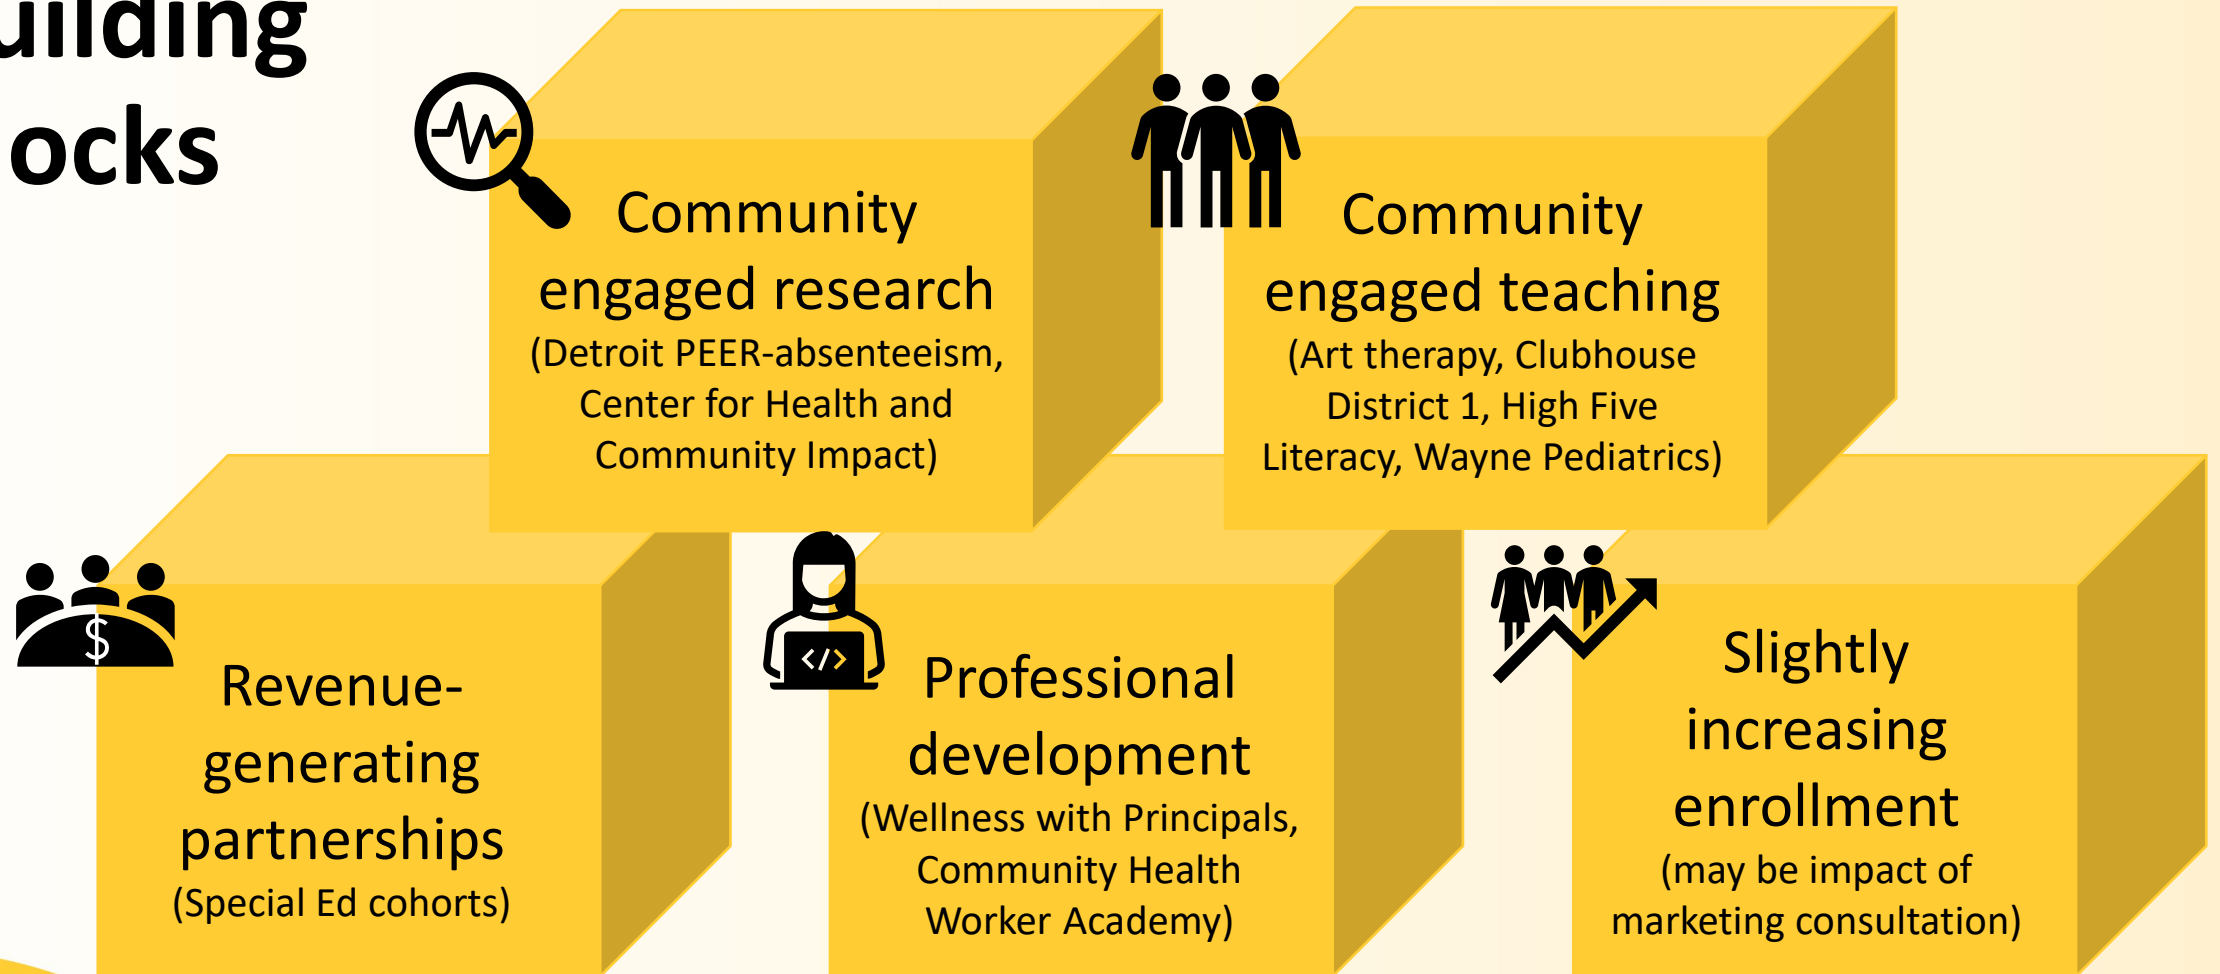 uilding
ocks
Community
engaged research
(Detroit PEER-absenteeism,
Center for Health and
Community Impact)
Community
engaged teaching
(Art therapy, Clubhouse
District 1, High Five
Literacy, Wayne Pediatrics)
$
Revenue-
generating
partnerships
(Special Ed cohorts)
</>
Professional
development
(Wellness with Principals,
Community Health
Worker Academy)
Slightly
increasing
enrollment
(may be impact of
marketing consultation)